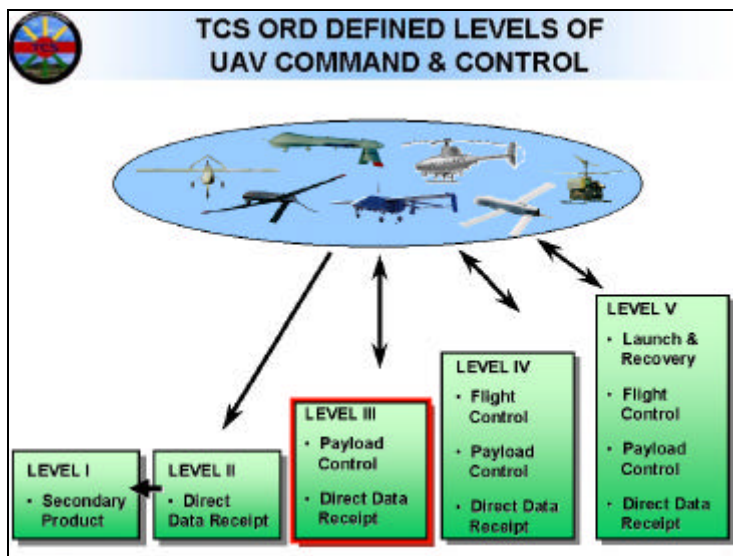 TCS ORD DEFINED LEVELS OF
UAV COMMAND & CONTROL
TCS
LEVEL I
• Secondary
Product
LEVEL II
• Direct
Data Receipt
LEVEL III
• Payload
Control
• Direct Data
Receipt
LEVEL IV
• Flight
Control
• Payload
Control
• Direct Data
Receipt
LEVEL V
• Launch &
Recovery
• Flight
Control
• Payload
Control
• Direct Data
Receipt